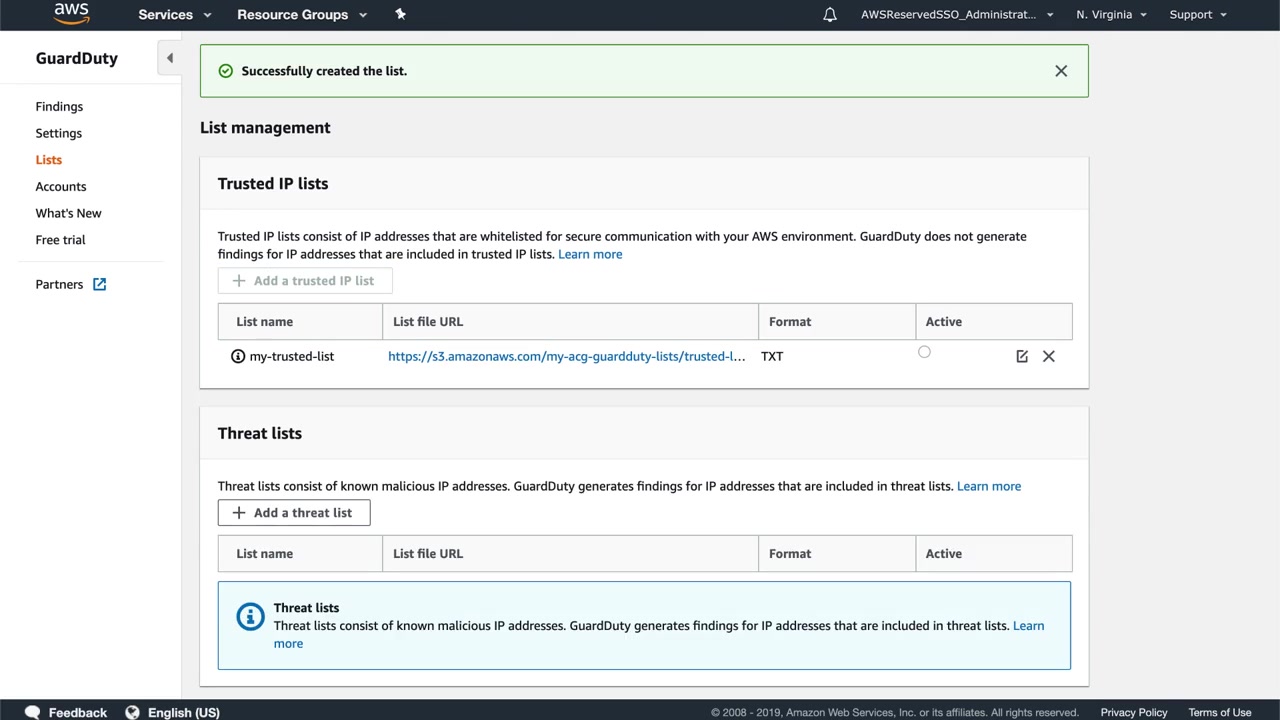 aws
Services
Resource Groups
AWSReservedSSO_Administrat...
N. Virginia
Support
GuardDuty
Findings
Settings
Lists
Accounts
What's New
Free trial
Partners
Successfully created the list.
List management
Trusted IP lists
Trusted IP lists consist of IP addresses that are whitelisted for secure communication with your AWS environment. GuardDuty does not generate
findings for IP addresses that are included in trusted IP lists. Learn more
Add a trusted IP list
List name List file URL Format Active
my-trusted-list https://s3.amazonaws.com/my-acg-guardduty-lists/trusted-l... TXT
Threat lists
Threat lists consist of known malicious IP addresses. GuardDuty generates findings for IP addresses that are included in threat lists. Learn more
Add a threat list
List name List file URL Format Active
Threat lists
Threat lists consist of known malicious IP addresses. GuardDuty generates findings for IP addresses that are included in threat lists. Learn
more
Feedback English (US) © 2008 - 2019, Amazon Web Services, Inc. or its affiliates. All rights reserved. Privacy Policy Terms of Use